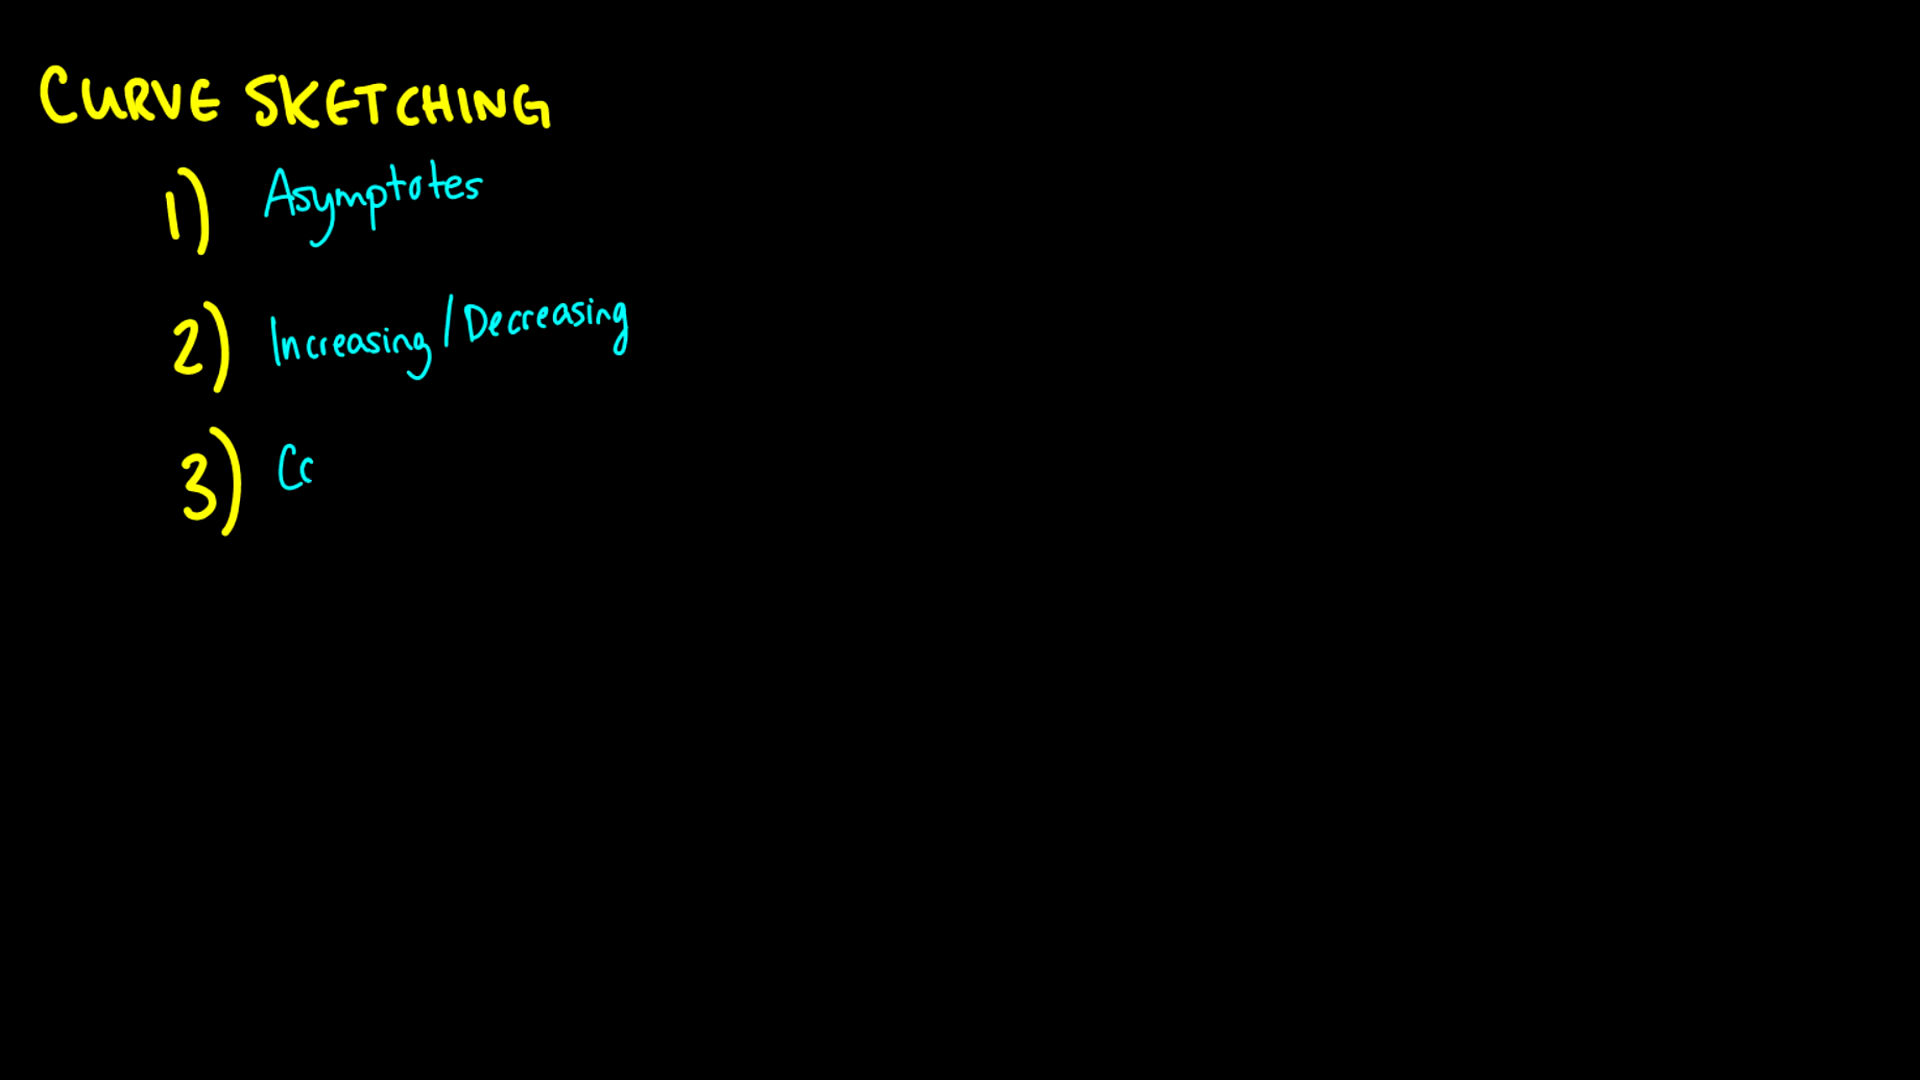 CURVE SKETCHING
1) Asymptotes
2) Increasing/Decreasing
3) Cc